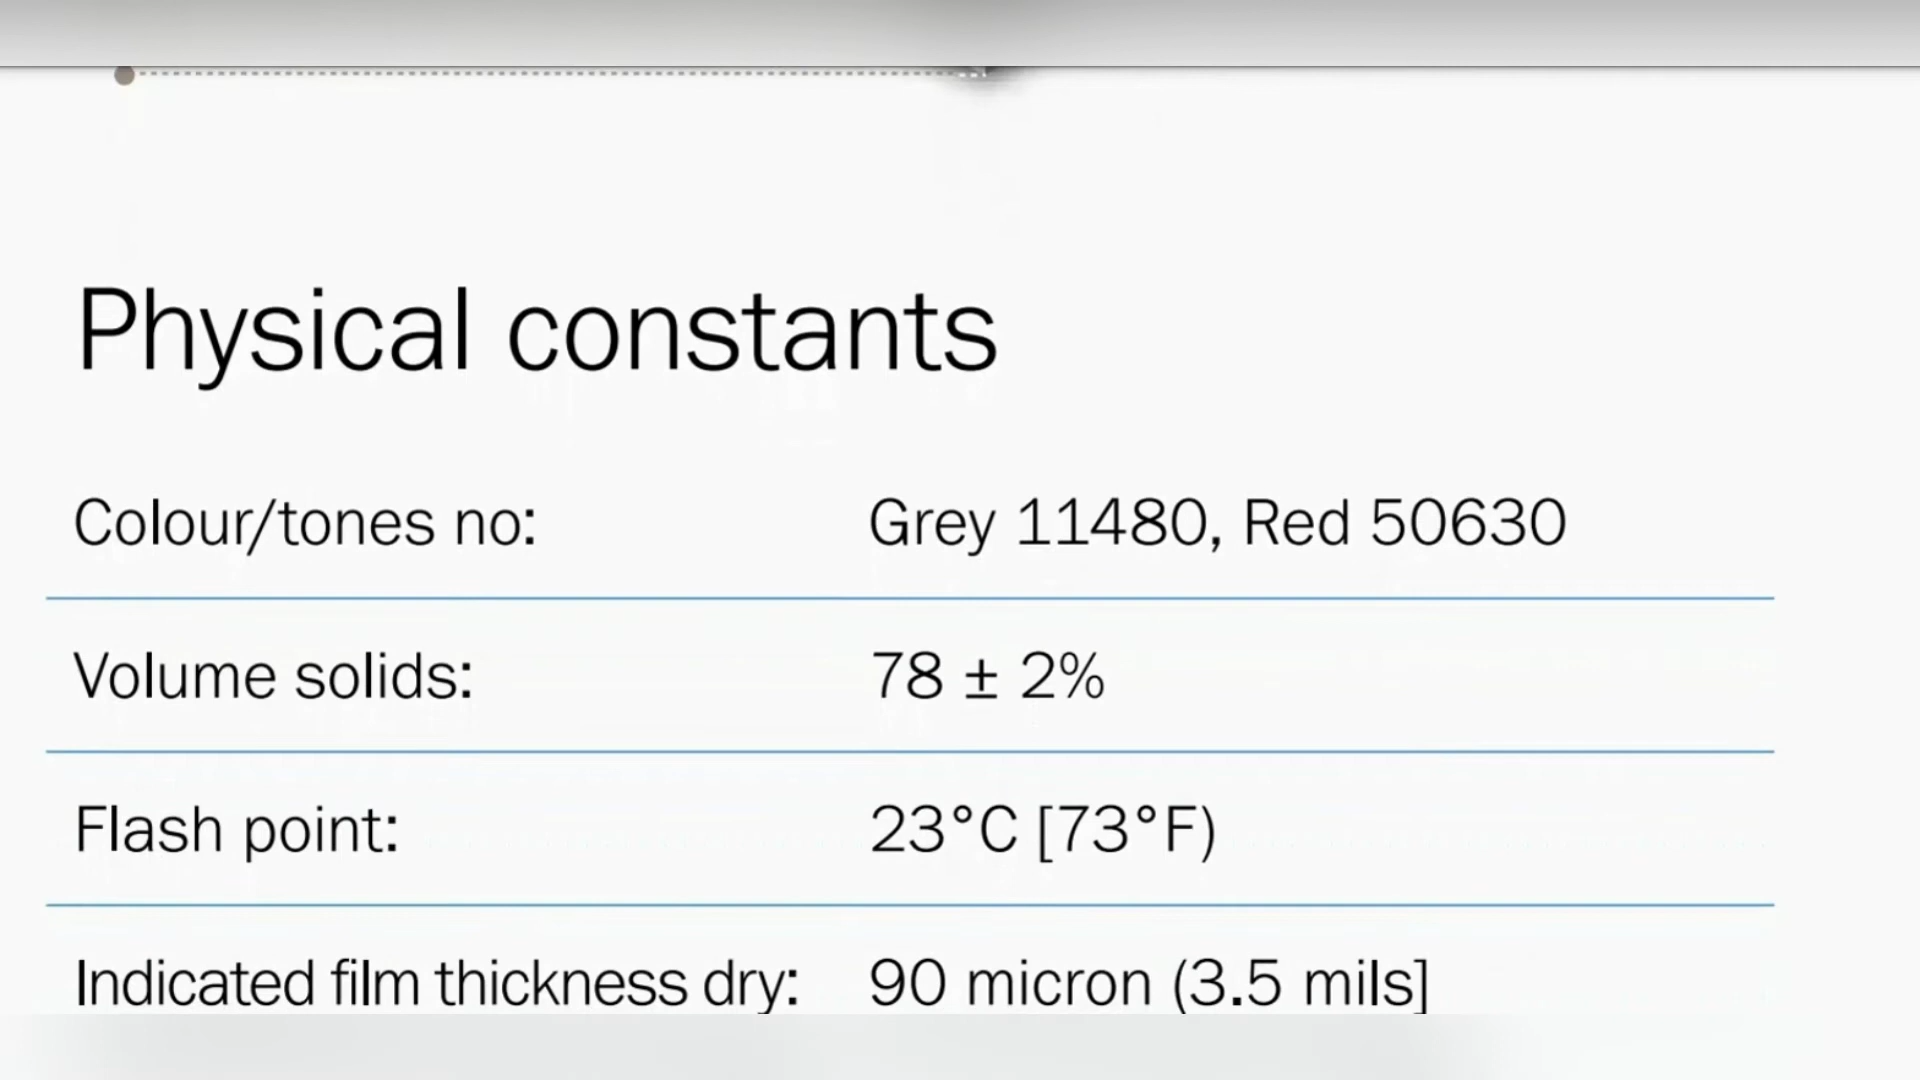 Physical constants
Colour/tones no: Grey 11480, Red 50630
Volume solids: 78 ± 2%
Flash point: 23°C [73°F)
Indicated film thickness dry: 90 micron (3.5 mils]